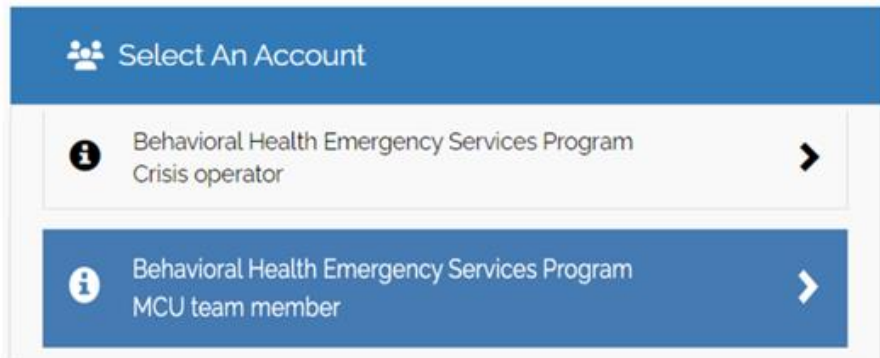 Select An Account
Behavioral Health Emergency Services Program
Crisis operator
Behavioral Health Emergency Services Program
MCU team member